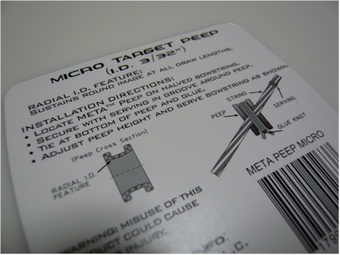 MICRO TARGET PEEP
(I.D. 3/32")
RADIAL I.D. FEATURE:
SUSTAINS ROUND IMAGE AT ALL DRAW LENGTHS.
INSTALLATION DIRECTIONS:
• LOCATE META™ PEEP ON HALVED BOWSTRING.
• SECURE WITH SERVING IN GROOVE AROUND PEEP.
• TIE AT BOTTOM OF PEEP AND GLUE.
• ADJUST PEEP HEIGHT AND SERVE BOWSTRING AS SHOWN.
(Peep Cross Section)
RADIAL I.D.
FEATURE
STRING
PEEP
SERVING
GLUE KNOT
META PEEP MICRO
WARNING: MISUSE OF THIS
PRODUCT COULD CAUSE
INJURY.